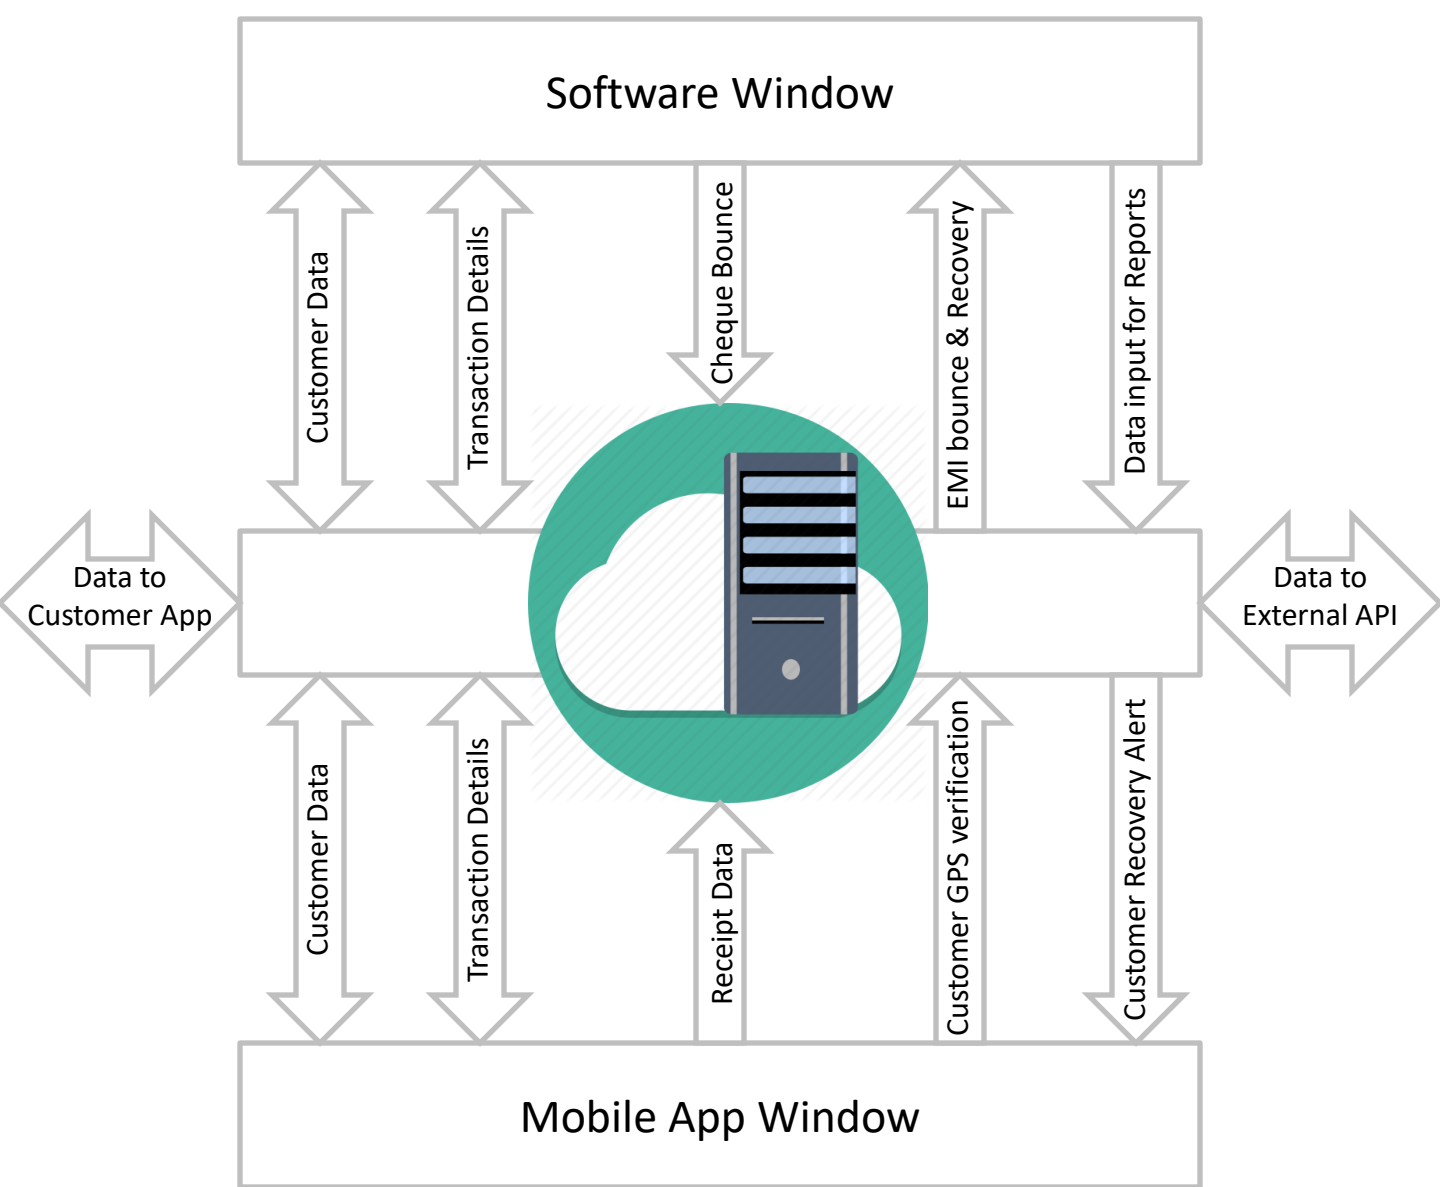 Software Window
Customer Data
Transaction Details
Cheque Bounce
EMI bounce & Recovery
Data input for Reports
Data to
Customer App
Data to
External API
Customer Data
Transaction Details
Receipt Data
Customer GPS verification
Customer Recovery Alert
Mobile App Window